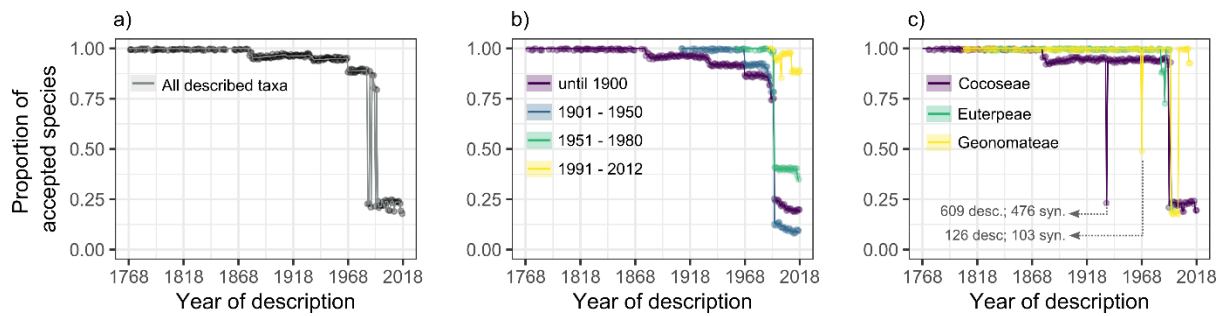 a)
b)
c)
Proportion of
accepted species
1.00
0.75
0.50
0.25
0.00
All described taxa
1768 1818 1868 1918 1968 2018
Year of description
1.00
0.75
0.50
0.25
0.00
until 1900
1901 - 1950
1951 - 1980
1991 - 2012
1768 1818 1868 1918 1968 2018
Year of description
1.00
0.75
0.50
0.25
0.00
Cocoseae
Euterpeae
Geonomateae
609 desc.; 476 syn.
126 desc; 103 syn.
1768 1818 1868 1918 1968 2018
Year of description